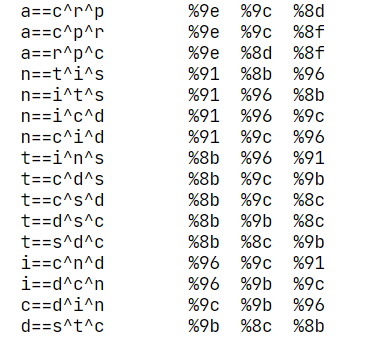 a==c^r^p %9e %9c %8d
a==c^p^r %9e %9c %8f
a==r^p^c %9e %8d %8f
n==t^i^s %91 %8b %96
n==i^t^s %91 %96 %8b
n==i^c^d %91 %96 %9c
n==c^i^d %91 %9c %96
t==i^n^s %8b %96 %91
t==c^d^s %8b %9c %9b
t==c^s^d %8b %9c %8c
t==d^s^c %8b %9b %8c
t==s^d^c %8b %8c %9b
i==c^n^d %96 %9c %91
i==d^c^n %96 %9b %9c
c==d^i^n %9c %9b %96
d==s^t^c %9b %8c %8b